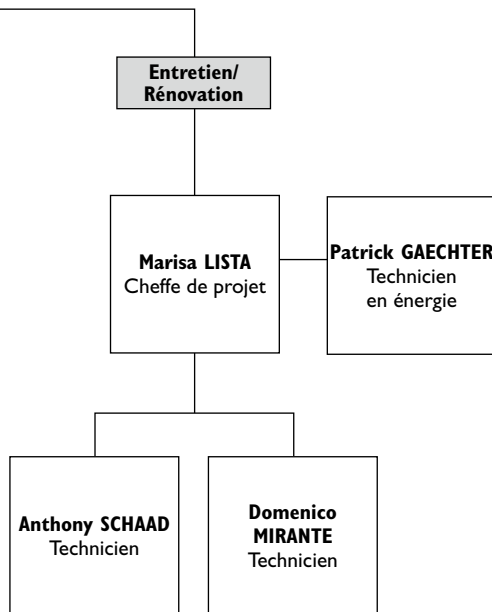 Entretien/
Rénovation
Marisa LISTA
Cheffe de projet
Patrick GAECHTER
Technicien
en énergie
Anthony SCHAAD
Technicien
Domenico
MIRANTE
Technicien